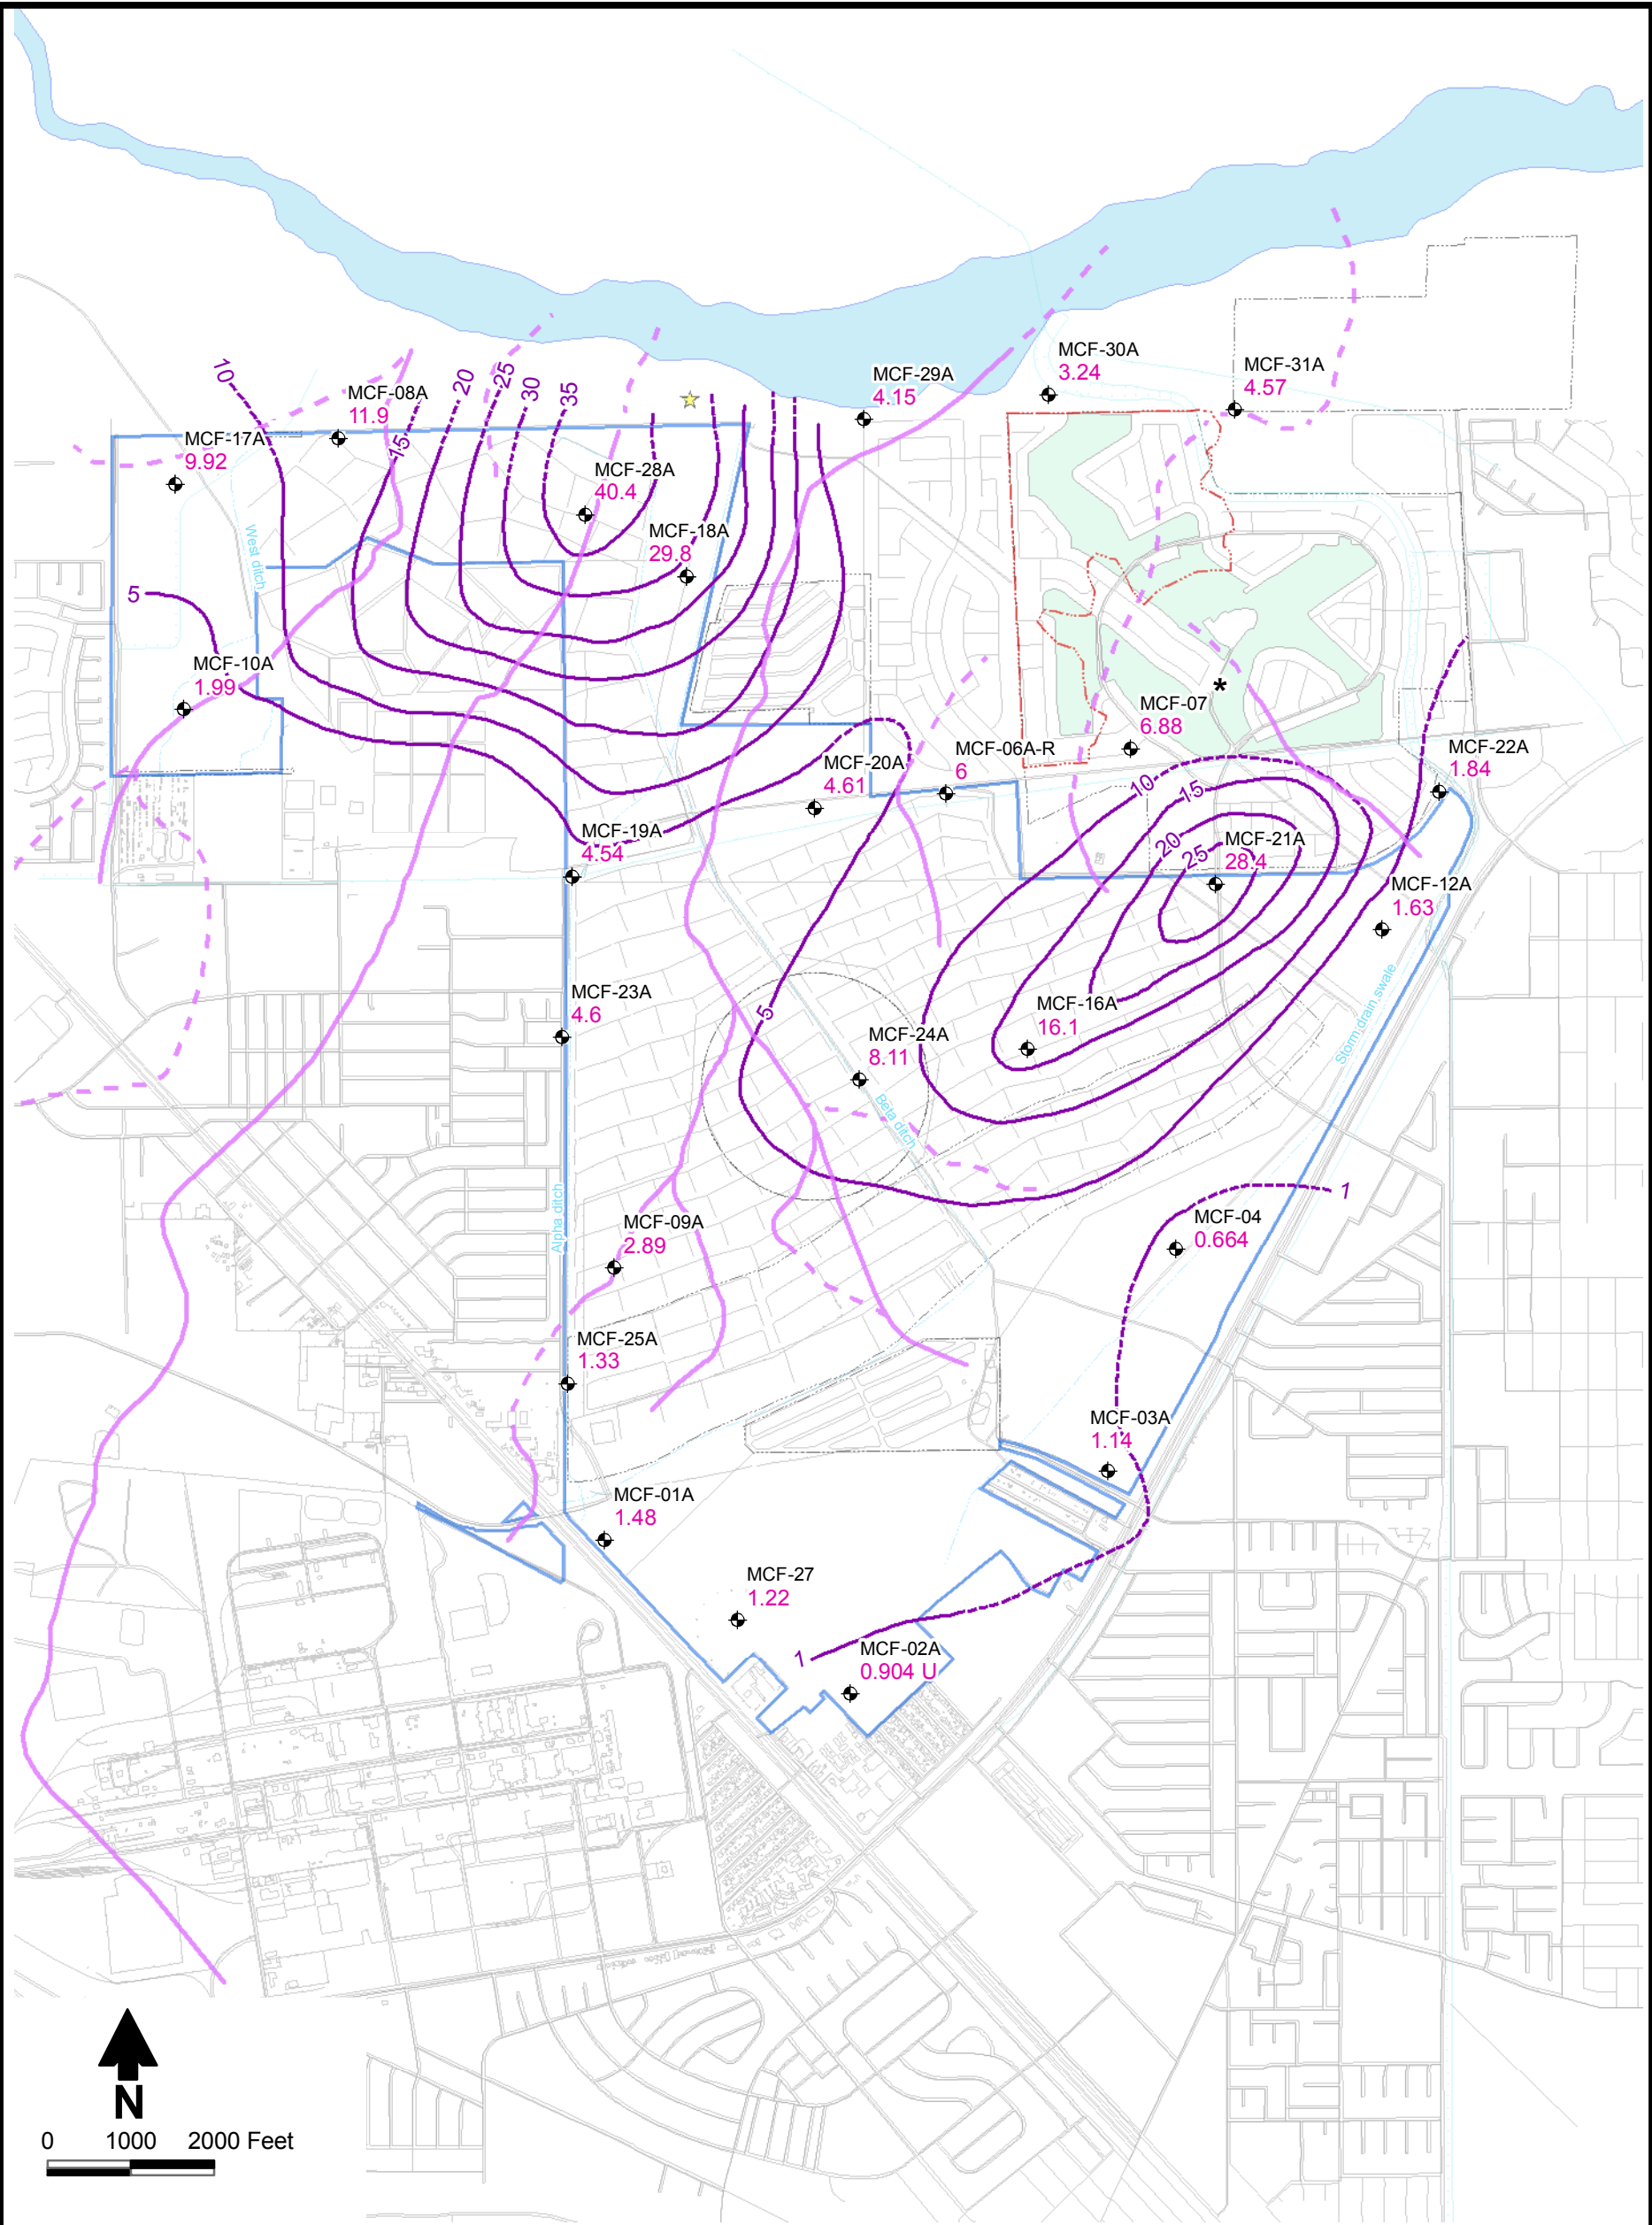 MCF-30A
3.24
MCF-31A
4.57
MCF-29A
4.15
10
MCF-08A
11.9
20
25
30
35
15
MCF-17A
9.92
MCF-28A
40.4
MCF-18A
29.8
West ditch
5
MCF-10A
1.99
MCF-07
6.88
*
MCF-22A
1.84
MCF-06A-R
6
MCF-20A
4.61
10
15
20
25
MCF-19A
4.54
MCF-21A
28.4
MCF-12A
1.63
MCF-23A
4.6
5
MCF-16A
16.1
MCF-24A
8.11
Storm drain swale
Beta ditch
Alpha ditch
1
MCF-09A
2.89
MCF-04
0.664
MCF-25A
1.33
MCF-03A
1.14
MCF-01A
1.48
MCF-27
1.22
1
MCF-02A
0.904 U
N
0 1000 2000 Feet